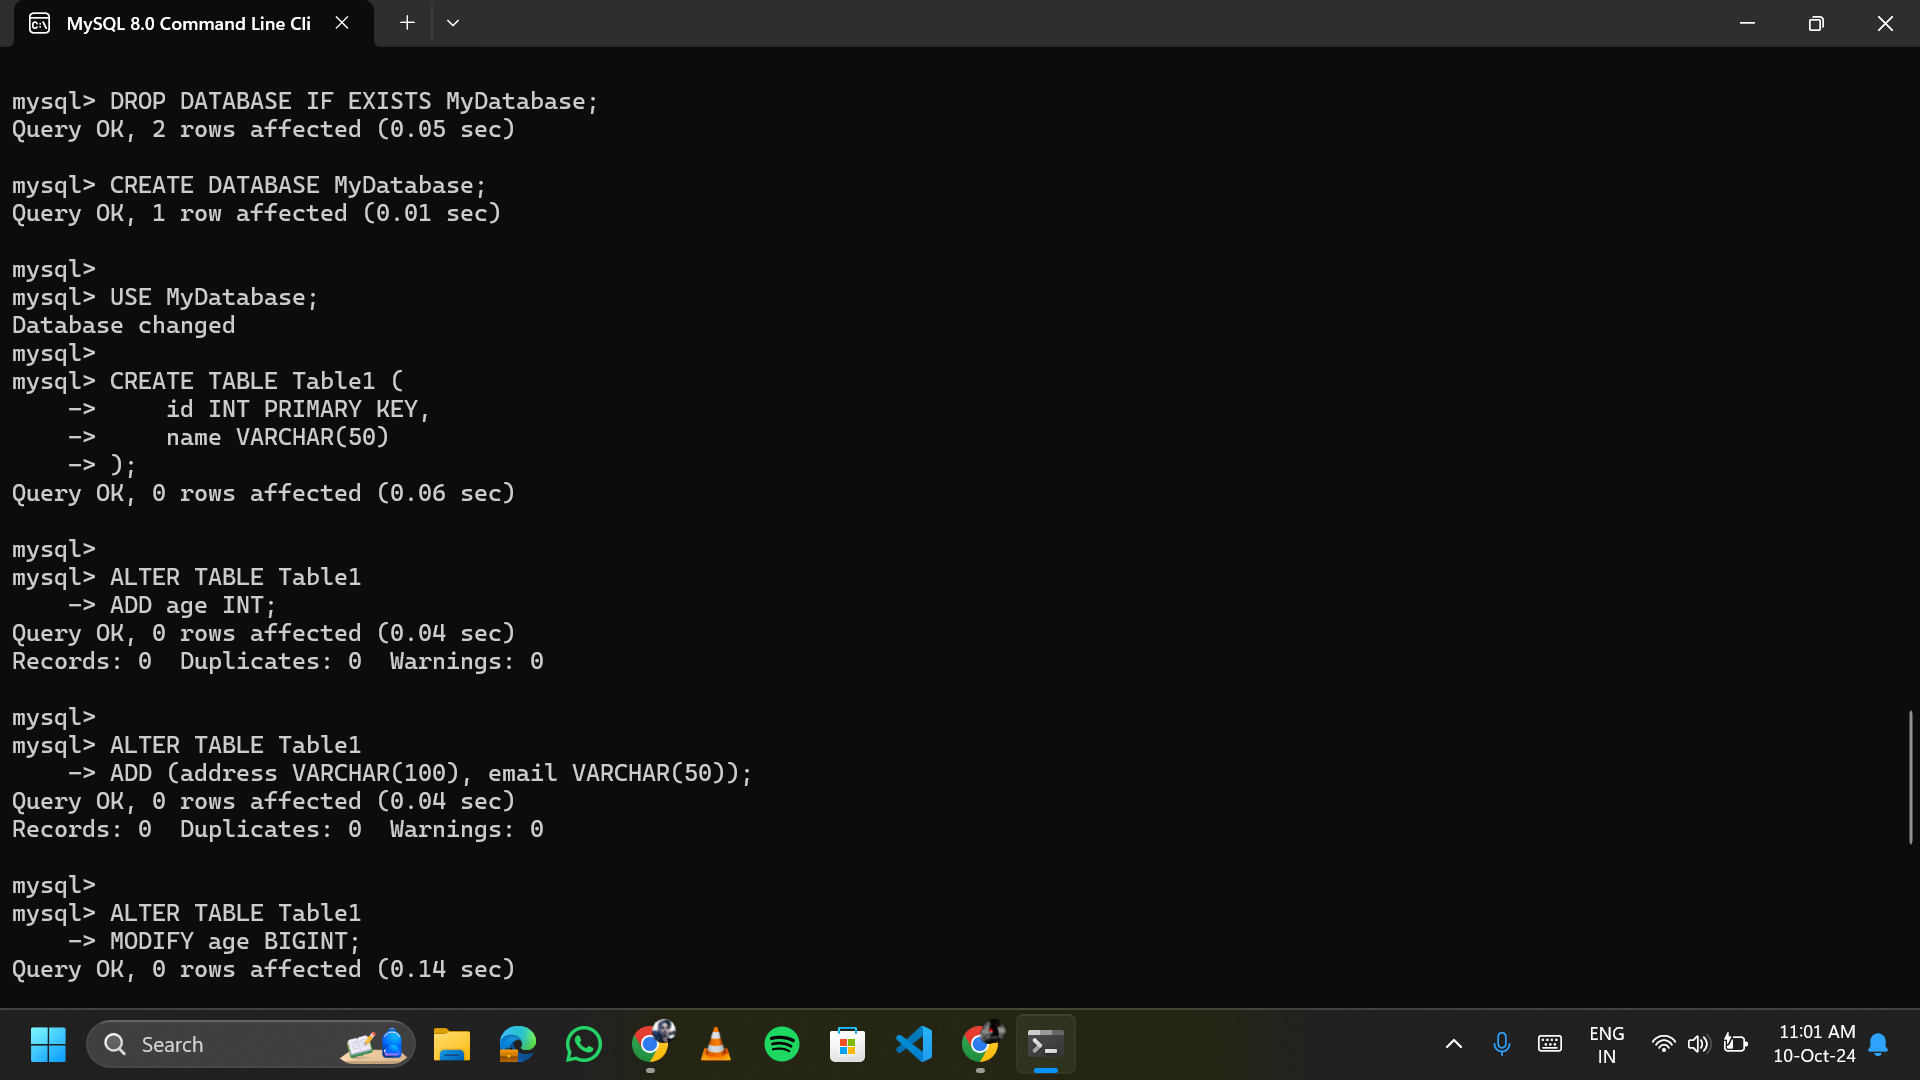 MySQL 8.0 Command Line Cli
mysql> DROP DATABASE IF EXISTS MyDatabase;
Query OK, 2 rows affected (0.05 sec)
mysql> CREATE DATABASE MyDatabase;
Query OK, 1 row affected (0.01 sec)
mysql>
mysql> USE MyDatabase;
Database changed
mysql>
mysql> CREATE TABLE Table1 (
    ->     id INT PRIMARY KEY,
    ->     name VARCHAR(50)
    -> );
Query OK, 0 rows affected (0.06 sec)
mysql>
mysql> ALTER TABLE Table1
    -> ADD age INT;
Query OK, 0 rows affected (0.04 sec)
Records: 0  Duplicates: 0  Warnings: 0
mysql>
mysql> ALTER TABLE Table1
    -> ADD (address VARCHAR(100), email VARCHAR(50));
Query OK, 0 rows affected (0.04 sec)
Records: 0  Duplicates: 0  Warnings: 0
mysql>
mysql> ALTER TABLE Table1
    -> MODIFY age BIGINT;
Query OK, 0 rows affected (0.14 sec)
Search
ENG
IN
11:01 AM
10-Oct-24